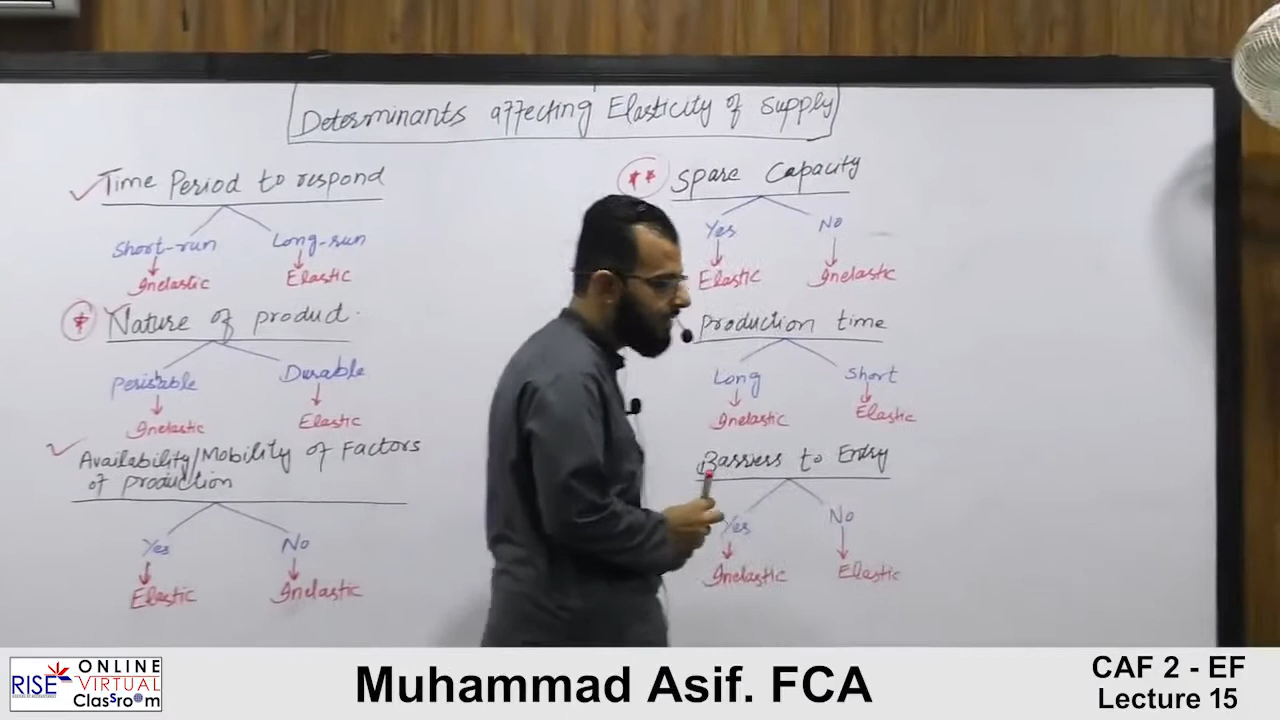 Determinants affecting Elasticity of Supply
Time Period to respond
Short-run Long-run
Inelastic Elastic
* Nature of product.
Perisable Durable
Inelastic Elastic
Availability/Mobility of Factors
of production
Yes No
Elastic Inelastic
** Spare Capacity
Yes No
Elastic Inelastic
Production time
Long Short
Inelastic Elastic
Barriers to Entry
Yes No
Inelastic Elastic
RISE ONLINE
VIRTUAL
Classroom
Muhammad Asif. FCA
CAF 2 - EF
Lecture 15